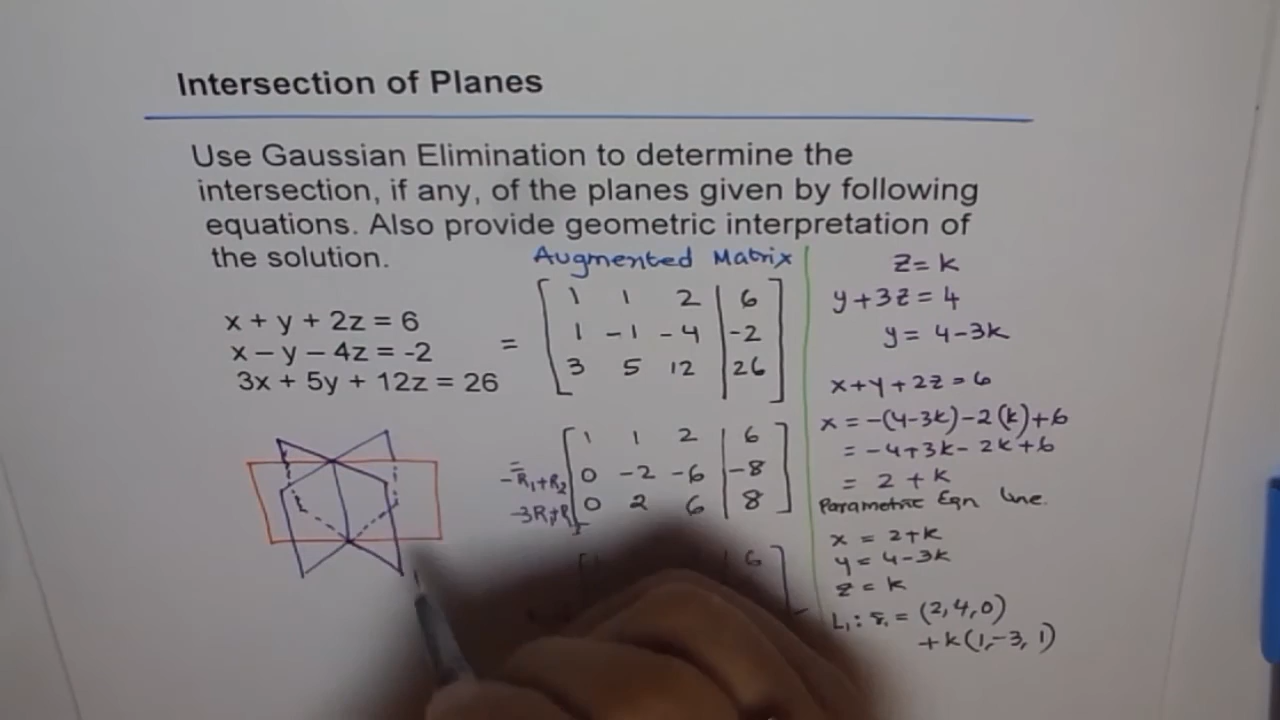 Intersection of Planes
Use Gaussian Elimination to determine the
intersection, if any, of the planes given by following
equations. Also provide geometric interpretation of
the solution.
x + y + 2z = 6
x – y – 4z = -2
3x + 5y + 12z = 26
Augmented Matrix
= [ 1 1 2 | 6 ]
1 -1 -4 | -2
3 5 12 | 26
= [ 1 1 2 | 6 ]
-R1+R2 0 -2 -6 | -8
0 2 6 | 8
6
z = k
y + 3z = 4
y = 4-3k
x+y+2z=6
x = -(4-3k)-2(k)+6
= -4+3k-2k+6
= 2+k
Parametric Eqn line.
x = 2+k
y = 4-3k
z = k
L1: = (2,4,0)
+k(1,-3,1)